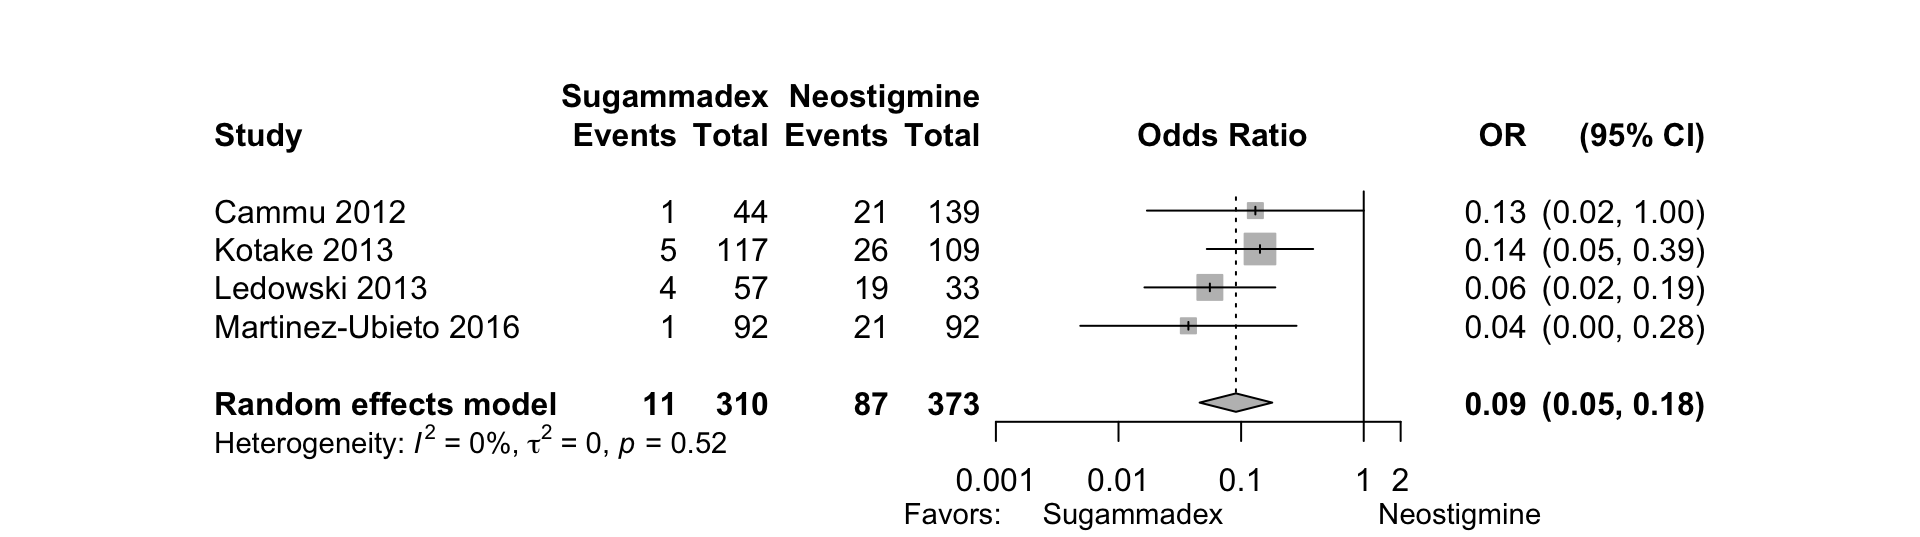 Sugammadex Neostigmine
Study Events Total Events Total Odds Ratio OR (95% CI)
Cammu 2012 1 44 21 139 0.13 (0.02, 1.00)
Kotake 2013 5 117 26 109 0.14 (0.05, 0.39)
Ledowski 2013 4 57 19 33 0.06 (0.02, 0.19)
Martinez-Ubieto 2016 1 92 21 92 0.04 (0.00, 0.28)
Random effects model 11 310 87 373 0.09 (0.05, 0.18)
Heterogeneity: I² = 0%, τ² = 0, p = 0.52
0.001 0.01 0.1 1 2
Favors: Sugammadex Neostigmine